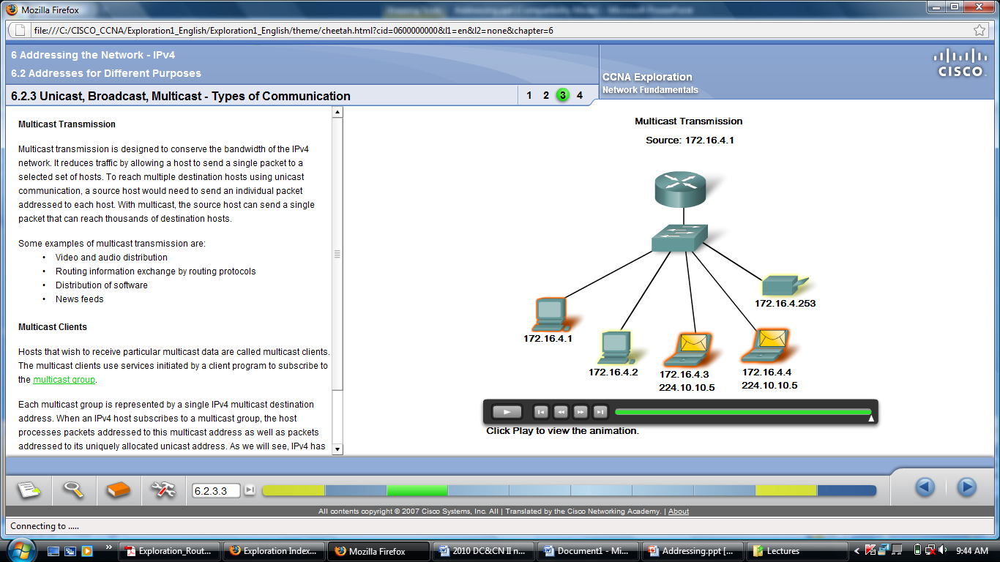 Mozilla Firefox
file:///C:/CISCO_CCNA/Exploration1_English/Exploration1_English/theme/cheetah.html?cid=0600000000&l1=en&l2=none&chapter=6
6 Addressing the Network - IPv4
6.2 Addresses for Different Purposes
CISCO
CCNA Exploration
Network Fundamentals
6.2.3 Unicast, Broadcast, Multicast - Types of Communication
1 2 3 4
Multicast Transmission
Multicast transmission is designed to conserve the bandwidth of the IPv4
network. It reduces traffic by allowing a host to send a single packet to a
selected set of hosts. To reach multiple destination hosts using unicast
communication, a source host would need to send an individual packet
addressed to each host. With multicast, the source host can send a single
packet that can reach thousands of destination hosts.
Some examples of multicast transmission are:
• Video and audio distribution
• Routing information exchange by routing protocols
• Distribution of software
• News feeds
Multicast Clients
Hosts that wish to receive particular multicast data are called multicast clients.
The multicast clients use services initiated by a client program to subscribe to
the multicast group.
Each multicast group is represented by a single IPv4 multicast destination
address. When an IPv4 host subscribes to a multicast group, the host
processes packets addressed to this multicast address as well as packets
addressed to its uniquely allocated unicast address. As we will see, IPv4 has
Multicast Transmission
Source: 172.16.4.1
172.16.4.253
172.16.4.1
172.16.4.2
172.16.4.3
224.10.10.5
172.16.4.4
224.10.10.5
Click Play to view the animation.
6.2.3.3
All contents copyright © 2007 Cisco Systems, Inc. All | Translated by the Cisco Networking Academy. | About
Connecting to .....
Exploration_Rout...
Exploration Index...
Mozilla Firefox
2010 DC&CN II n...
Document1 - Mi...
Addressing.ppt [...
Lectures
9:44 AM